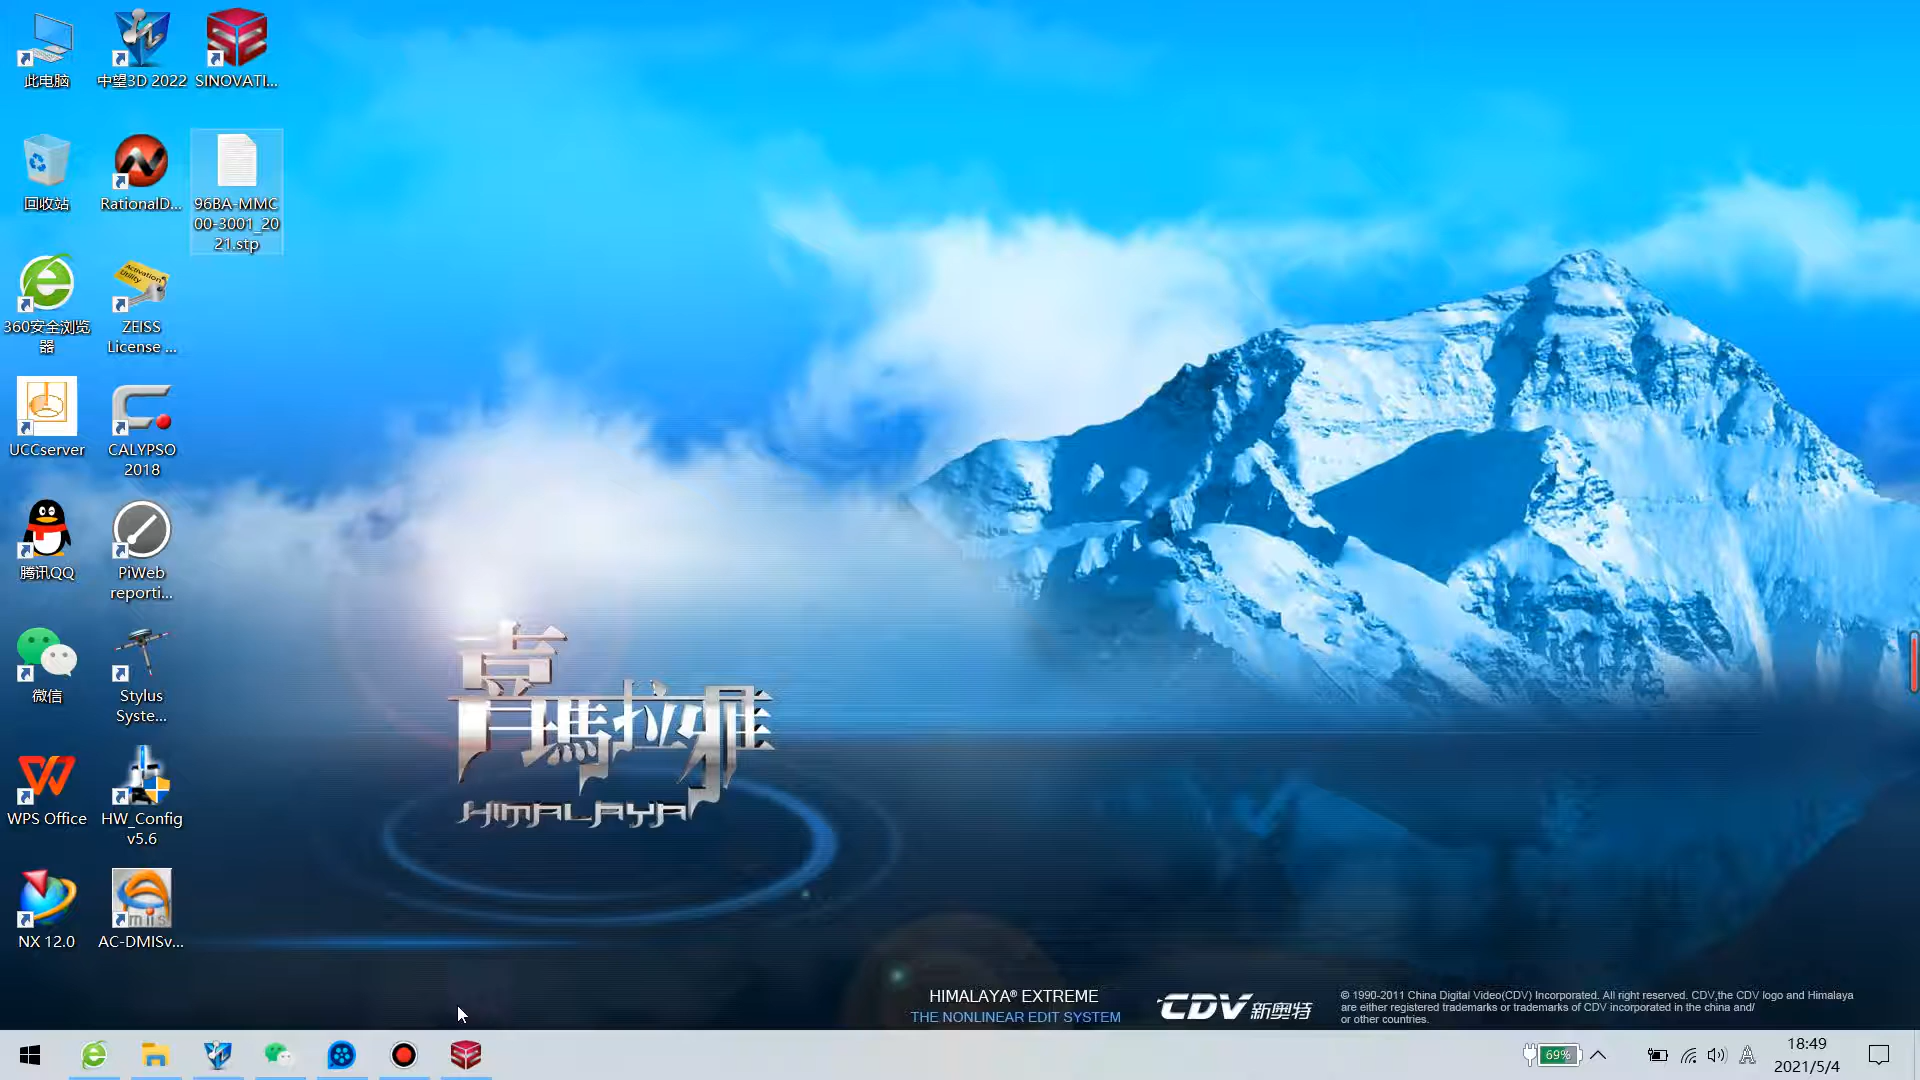 此电脑
中望3D 2022
SINOVATI...
回收站
RationalD...
96BA-MMC
00-3001_20
21.stp
360安全浏览
器
Activation
Utility
ZEISS
License ...
UCCserver
CALYPSO
2018
腾讯QQ
PiWeb
reporti...
微信
Stylus
Syste...
WPS Office
HW_Config
v5.6
NX 12.0
miis
AC-DMISv...
喜馬拉雅
HIMALAYA
HIMALAYA® EXTREME
THE NONLINEAR EDIT SYSTEM
CDV 新奥特
© 1990-2011 China Digital Video(CDV) Incorporated. All right reserved. CDV,the CDV logo and Himalaya
are either registered trademarks or trademarks of CDV incorporated in the china and/
or other countries.
69%
A
18:49
2021/5/4